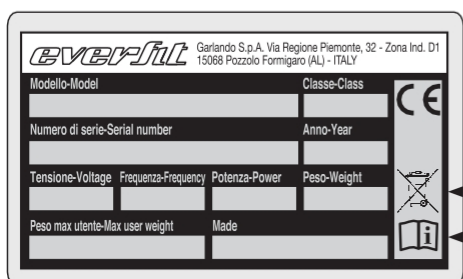 everfit
Garlando S.p.A. Via Regione Piemonte, 32 - Zona Ind. D1
15068 Pozzolo Formigaro (AL) - ITALY
Modello-Model Classe-Class
CE
Numero di serie-Serial number Anno-Year
Tensione-Voltage Frequenza-Frequency Potenza-Power Peso-Weight
Peso max utente-Max user weight Made
i